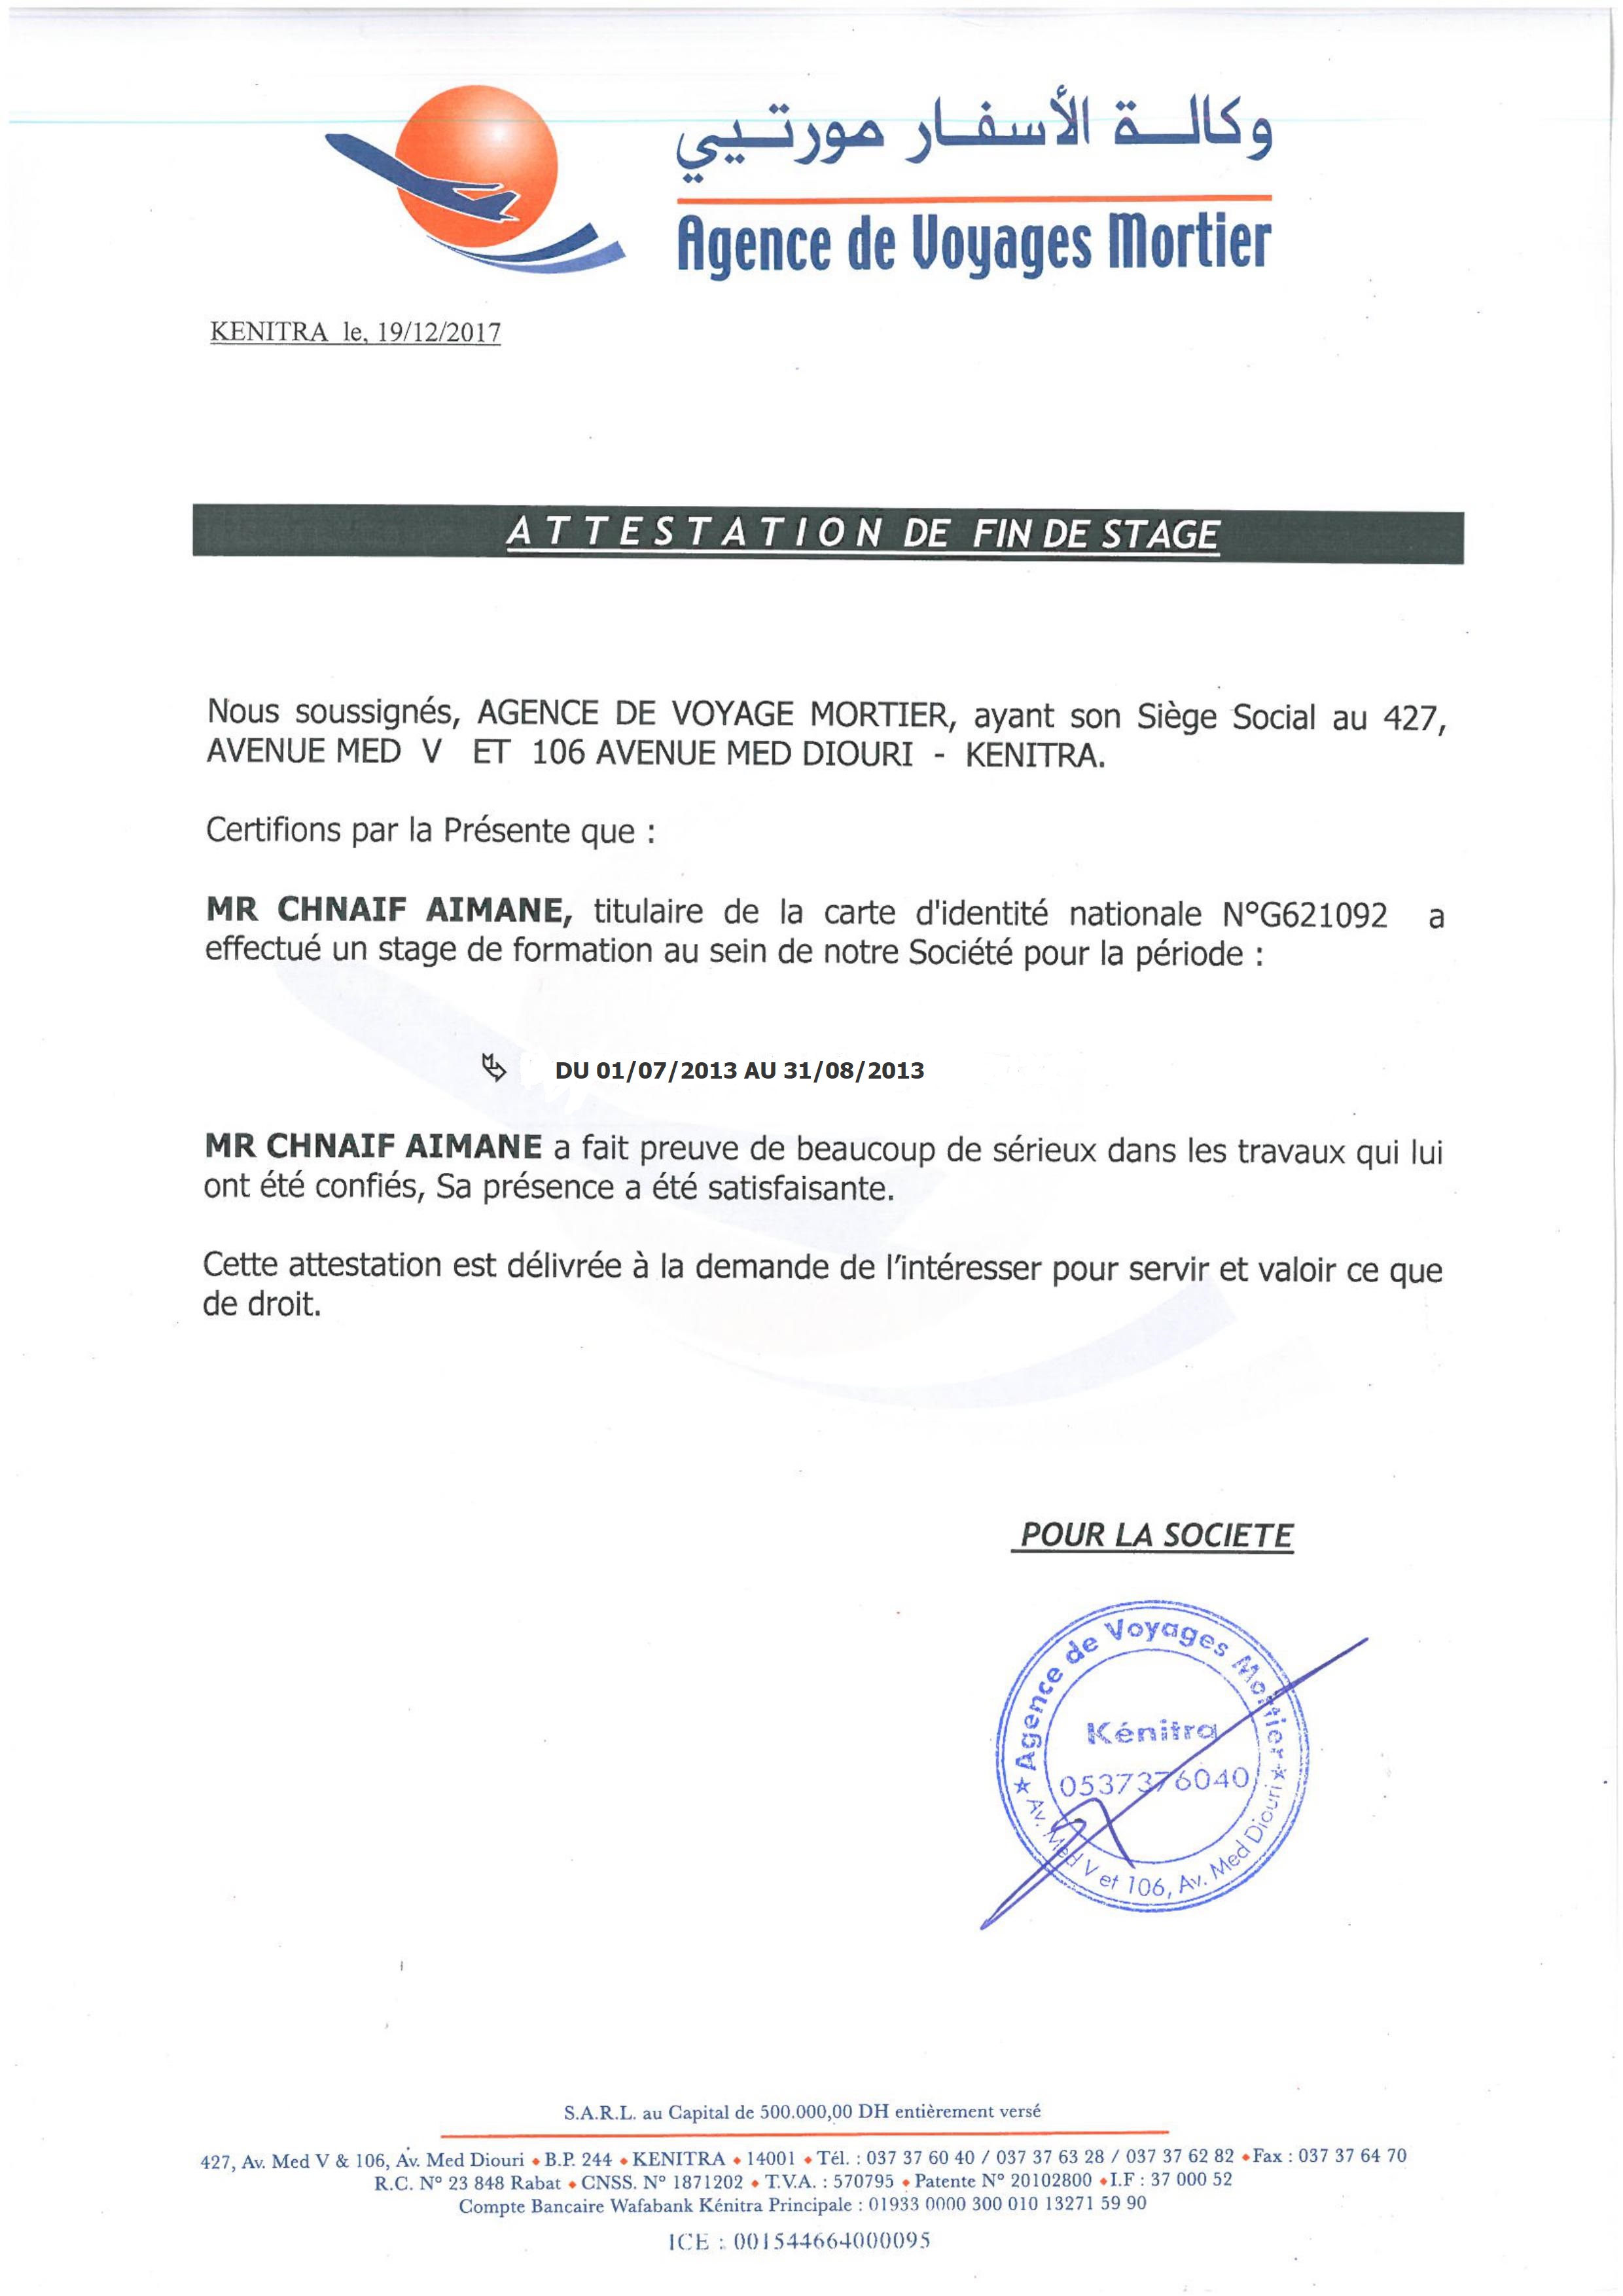 وكالة الأسفار مورتيي
Agence de Voyages Mortier
KENITRA le, 19/12/2017
ATTESTATION DE FIN DE STAGE
Nous soussignés, AGENCE DE VOYAGE MORTIER, ayant son Siège Social au 427,
AVENUE MED V ET 106 AVENUE MED DIOURI - KENITRA.
Certifions par la Présente que :
MR CHNAIF AIMANE, titulaire de la carte d'identité nationale N°G621092 a
effectué un stage de formation au sein de notre Société pour la période :
DU 01/07/2013 AU 31/08/2013
MR CHNAIF AIMANE a fait preuve de beaucoup de sérieux dans les travaux qui lui
ont été confiés, Sa présence a été satisfaisante.
Cette attestation est délivrée à la demande de l'intéresser pour servir et valoir ce que
de droit.
POUR LA SOCIETE
★ Agence de Voyages Mortier ★
Kénitra
0537376040
Av. Med V et 106, Av. Med Diouri
S.A.R.L. au Capital de 500.000,00 DH entièrement versé
427, Av. Med V & 106, Av. Med Diouri ♦ B.P. 244 ♦ KENITRA ♦ 14001 ♦ Tél. : 037 37 60 40 / 037 37 63 28 / 037 37 62 82 ♦ Fax : 037 37 64 70
R.C. N° 23 848 Rabat ♦ CNSS. N° 1871202 ♦ T.V.A. : 570795 ♦ Patente N° 20102800 ♦ I.F : 37 000 52
Compte Bancaire Wafabank Kénitra Principale : 01933 0000 300 010 13271 59 90
ICE : 001544664000095